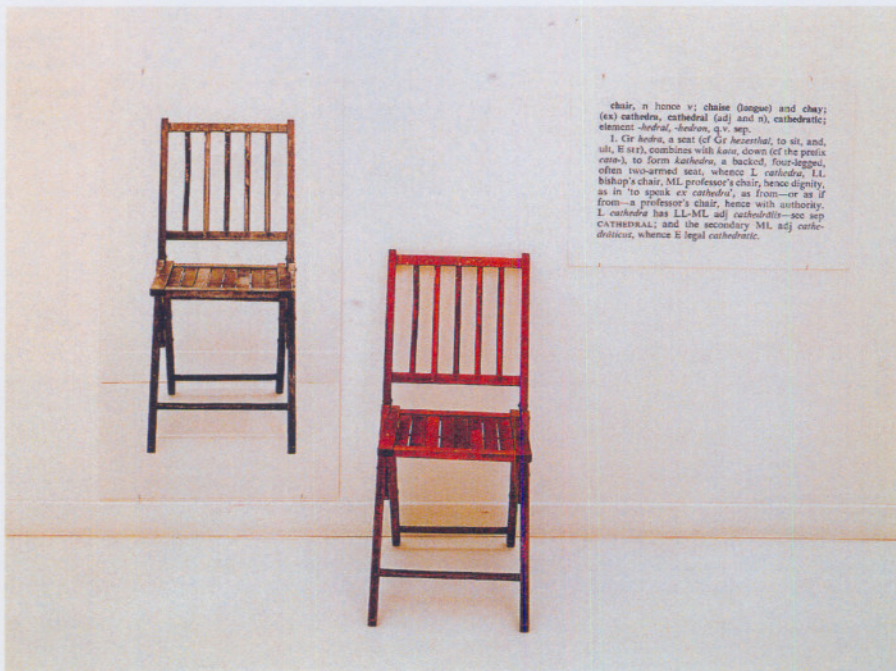 chair, n hence v; chaise (longue) and chay;
(ex) cathedra, cathedral (adj and n), cathedratic;
element -hedral, -hedron, q.v. sep.
1. Gr hedra, a seat (cf Gr hezesthai, to sit, and,
ult, E SIT), combines with kata, down (cf the prefix
cata-), to form kathedra, a backed, four-legged,
often two-armed seat, whence L cathedra, LL
bishop's chair, ML professor's chair, hence dignity,
as in 'to speak ex cathedra', as from—or as if
from—a professor's chair, hence with authority.
L cathedra has LL-ML adj cathedrālis—see sep
CATHEDRAL; and the secondary ML adj cathe-
drāticus, whence E legal cathedratic.